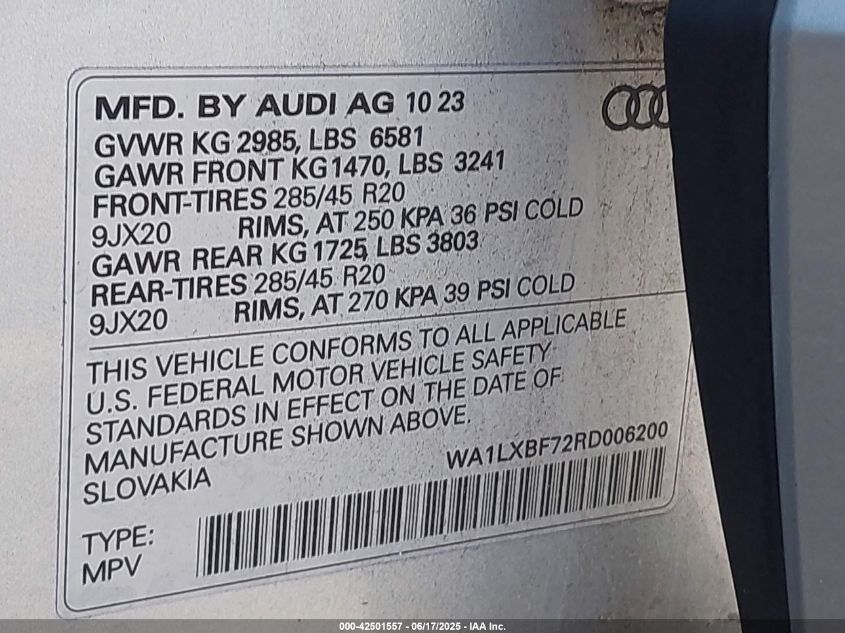 MFD. BY AUDI AG 10 23
GVWR KG 2985, LBS 6581
GAWR FRONT KG 1470, LBS 3241
FRONT-TIRES 285/45 R20
9JX20 RIMS, AT 250 KPA 36 PSI COLD
GAWR REAR KG 1725, LBS 3803
REAR-TIRES 285/45 R20
9JX20 RIMS, AT 270 KPA 39 PSI COLD
THIS VEHICLE CONFORMS TO ALL APPLICABLE
U.S. FEDERAL MOTOR VEHICLE SAFETY
STANDARDS IN EFFECT ON THE DATE OF
MANUFACTURE SHOWN ABOVE.
SLOVAKIA WA1LXBF72RD006200
TYPE:
MPV
000-42501557 - 06/17/2025 - IAA Inc.